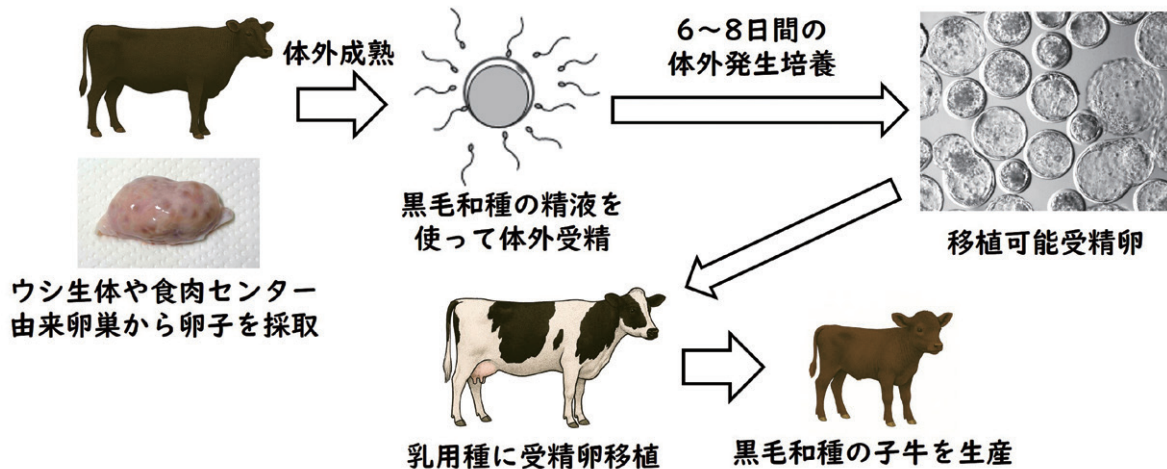 体外成熟
6～8日間の
体外発生培養
黒毛和種の精液を
使って体外受精
移植可能受精卵
ウシ生体や食肉センター
由来卵巣から卵子を採取
乳用種に受精卵移植
黒毛和種の子牛を生産